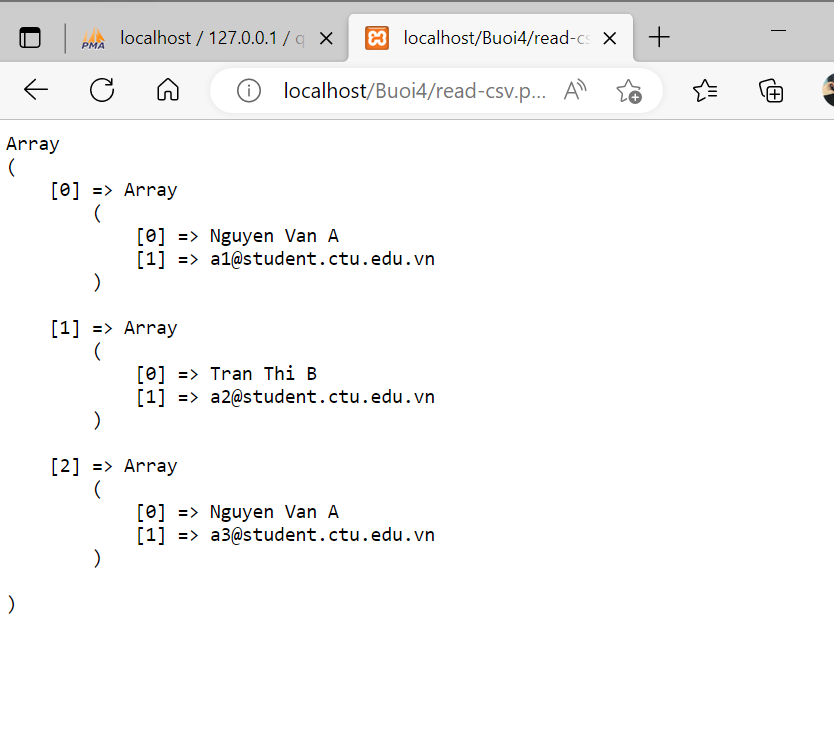 PMA
localhost / 127.0.0.1 / q
localhost/Buoi4/read-cs
localhost/Buoi4/read-csv.p...
Array
(
    [0] => Array
        (
            [0] => Nguyen Van A
            [1] => a1@student.ctu.edu.vn
        )
    [1] => Array
        (
            [0] => Tran Thi B
            [1] => a2@student.ctu.edu.vn
        )
    [2] => Array
        (
            [0] => Nguyen Van A
            [1] => a3@student.ctu.edu.vn
        )
)